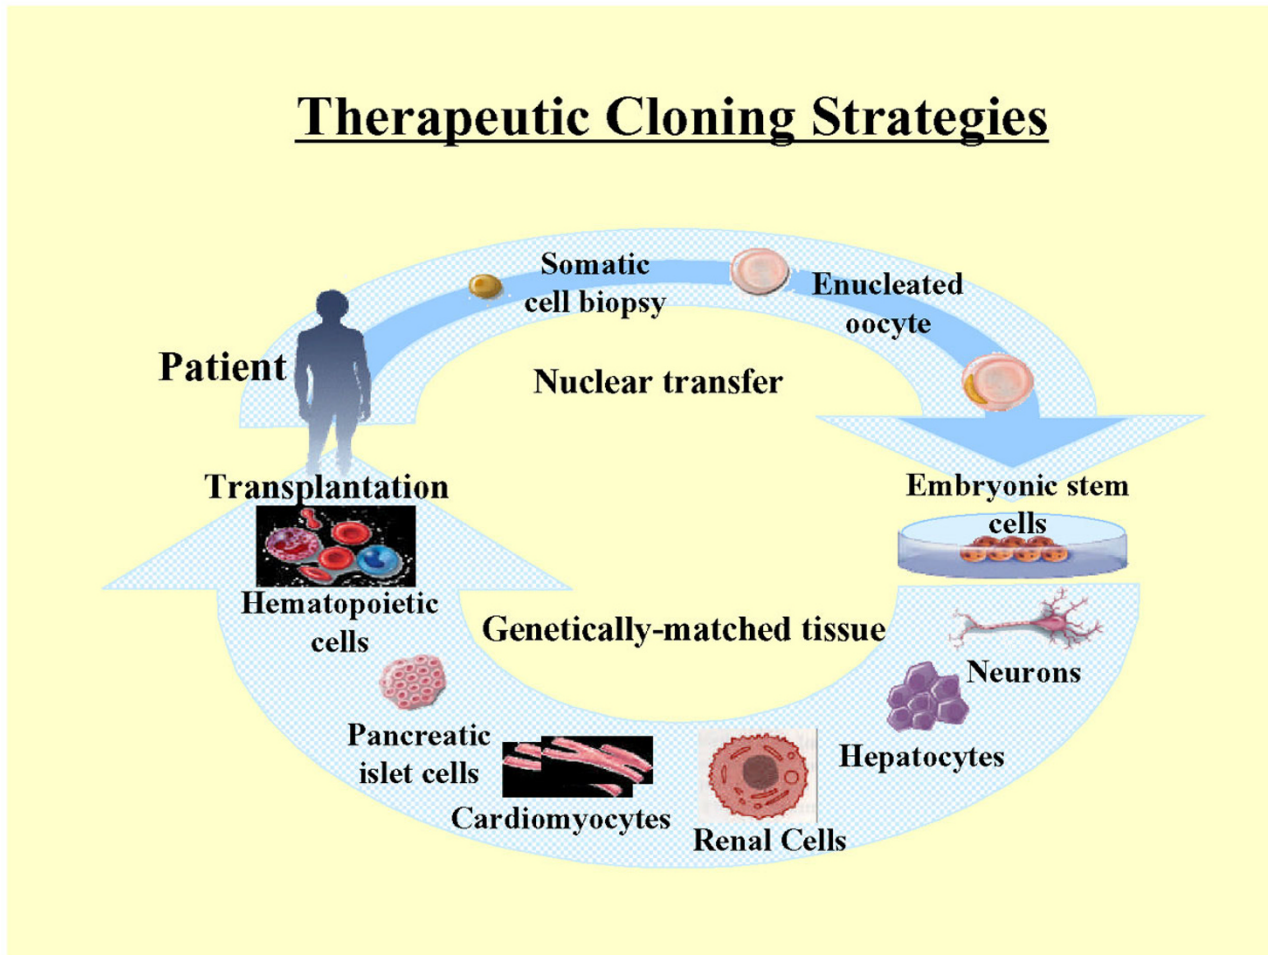 Therapeutic Cloning Strategies
Somatic
cell biopsy
Enucleated
oocyte
Patient
Nuclear transfer
Transplantation
Embryonic stem
cells
Hematopoietic
cells
Genetically-matched tissue
Neurons
Pancreatic
islet cells
Hepatocytes
Cardiomyocytes
Renal Cells